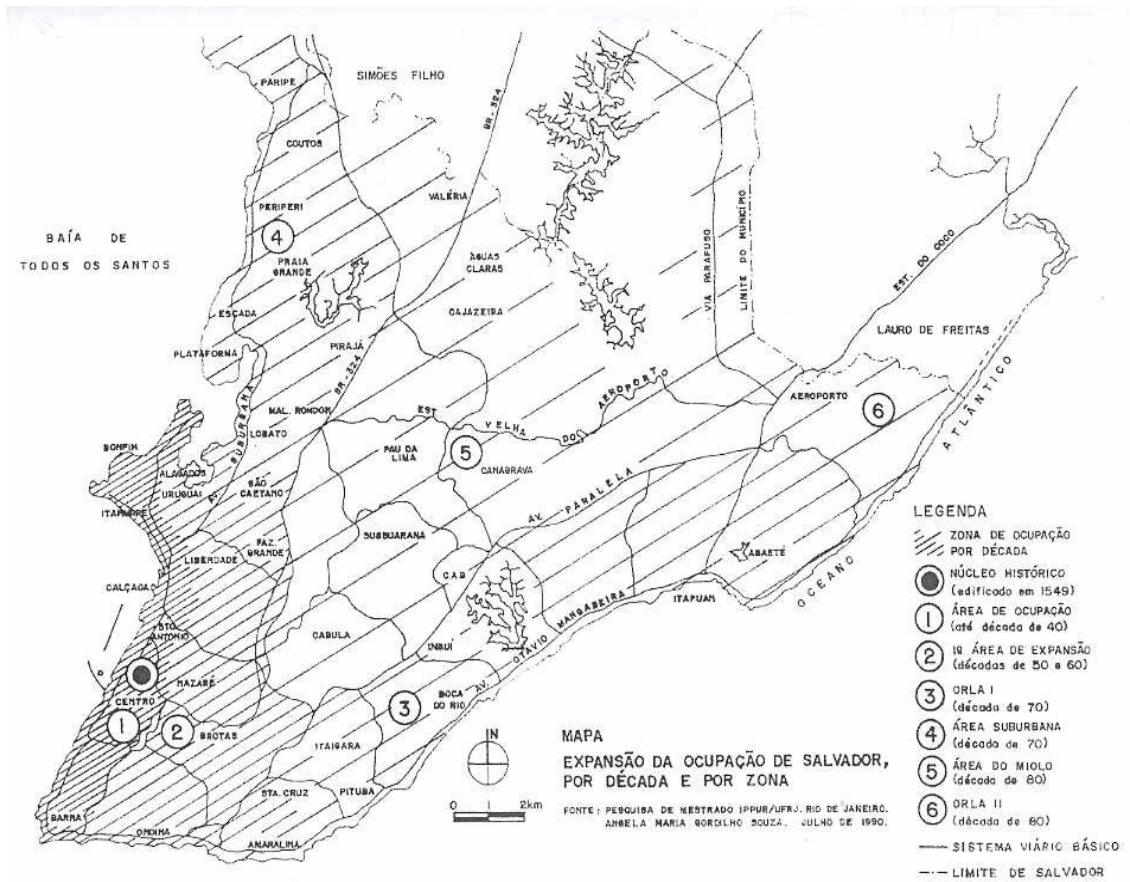 PARIPE
SIMÕES FILHO
BR-324
COUTOS
VALÉRIA
PERIPERI
4
BAÍA DE
TODOS OS SANTOS
PRAIA
GRANDE
ÁGUAS
CLARAS
VIA PARAFUSO
LIMITE DO MUNICÍPIO
EST. DO COCO
ESCADA
CAJAZEIRA
LAURO DE FREITAS
PLATAFORMA
PIRAJÁ
BR-324
AV. SUBURBANA
MAL. RONDON
EST. VELHA DO AEROPORTO
AEROPORTO
6
ATLÂNTICO
LOBATO
BONFIM
PAU DA
LIMA
5
CANABRAVA
ALAGADOS
URUGUAI
SÃO
CAETANO
ITAPAGIPE
AV. PARALELA
SUSSUARANA
FAZ.
GRANDE
LIBERDADE
C.A.B
ABAETÉ
OCEANO
CALÇADA
ITAPUAM
STO.
ANTONIO
CABULA
IMBUÍ
AV. OTÁVIO MANGABEIRA
NAZARÉ
CENTRO
BOCA
DO RIO
3
1
2
BROTAS
ITAIGARA
STA. CRUZ
PITUBA
BARRA
ONDINA
AMARALINA
N
0 1 2km
MAPA
EXPANSÃO DA OCUPAÇÃO DE SALVADOR,
POR DÉCADA E POR ZONA
FONTE: PESQUISA DE MESTRADO IPPUR/UFRJ. RIO DE JANEIRO.
ANGELA MARIA GORDILHO SOUZA. JULHO DE 1990.
LEGENDA
ZONA DE OCUPAÇÃO
POR DÉCADA
NÚCLEO HISTÓRICO
(edificado em 1549)
1 ÁREA DE OCUPAÇÃO
(até década de 40)
2 1ª ÁREA DE EXPANSÃO
(décadas de 50 e 60)
3 ORLA I
(década de 70)
4 ÁREA SUBURBANA
(década de 70)
5 ÁREA DO MIOLO
(década de 80)
6 ORLA II
(década de 80)
SISTEMA VIÁRIO BÁSICO
LIMITE DE SALVADOR